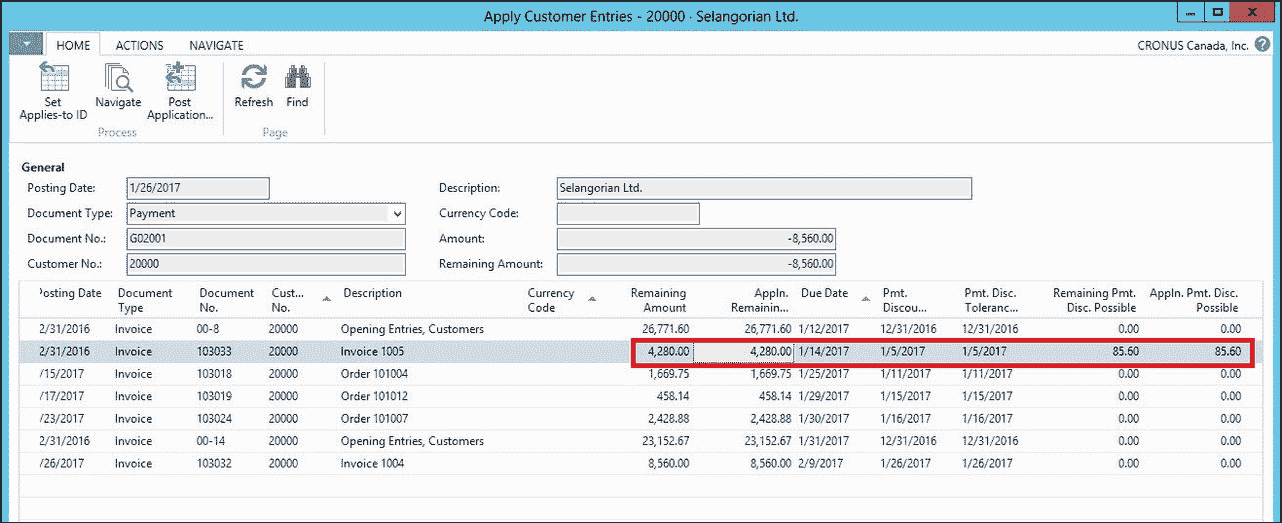 Apply Customer Entries - 20000 · Selangorian Ltd.
HOME ACTIONS NAVIGATE CRONUS Canada, Inc.
Set Applies-to ID
Navigate
Post Application...
Refresh
Find
Process Page
General
Posting Date: 1/26/2017 Description: Selangorian Ltd.
Document Type: Payment Currency Code:
Document No.: G02001 Amount: -8,560.00
Customer No.: 20000 Remaining Amount: -8,560.00
Posting Date Document Type Document No. Cust... No. Description Currency Code Remaining Amount Appln. Remainin... Due Date Pmt. Discou... Pmt. Disc. Toleranc... Remaining Pmt. Disc. Possible Appln. Pmt. Disc. Possible
2/31/2016 Invoice 00-8 20000 Opening Entries, Customers 26,771.60 26,771.60 1/12/2017 12/31/2016 12/31/2016 0.00 0.00
2/31/2016 Invoice 103033 20000 Invoice 1005 4,280.00 4,280.00 1/14/2017 1/5/2017 1/5/2017 85.60 85.60
/15/2017 Invoice 103018 20000 Order 101004 1,669.75 1,669.75 1/25/2017 1/11/2017 1/11/2017 0.00 0.00
/17/2017 Invoice 103019 20000 Order 101012 458.14 458.14 1/29/2017 1/15/2017 1/15/2017 0.00 0.00
/23/2017 Invoice 103024 20000 Order 101007 2,428.88 2,428.88 1/30/2017 1/16/2017 1/16/2017 0.00 0.00
2/31/2016 Invoice 00-14 20000 Opening Entries, Customers 23,152.67 23,152.67 1/31/2017 12/31/2016 12/31/2016 0.00 0.00
/26/2017 Invoice 103032 20000 Invoice 1004 8,560.00 8,560.00 2/9/2017 1/26/2017 1/26/2017 0.00 0.00